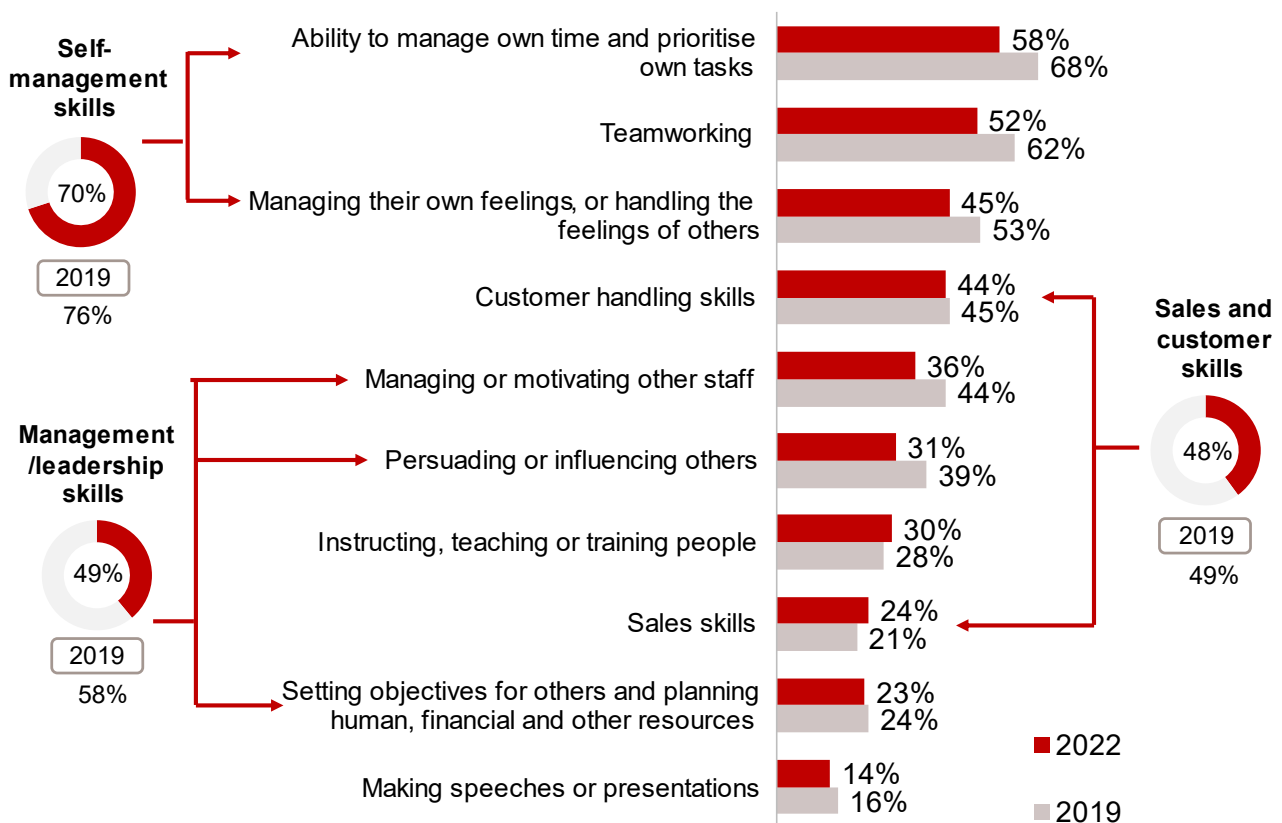 Self-
management
skills
70%
2019
76%
Management
/leadership
skills
49%
2019
58%
Ability to manage own time and prioritise
own tasks
58%
68%
Teamworking
52%
62%
Managing their own feelings, or handling the
feelings of others
45%
53%
Customer handling skills
44%
45%
Managing or motivating other staff
36%
44%
Persuading or influencing others
31%
39%
Instructing, teaching or training people
30%
28%
Sales skills
24%
21%
Setting objectives for others and planning
human, financial and other resources
23%
24%
Making speeches or presentations
14%
16%
Sales and
customer
skills
48%
2019
49%
2022
2019